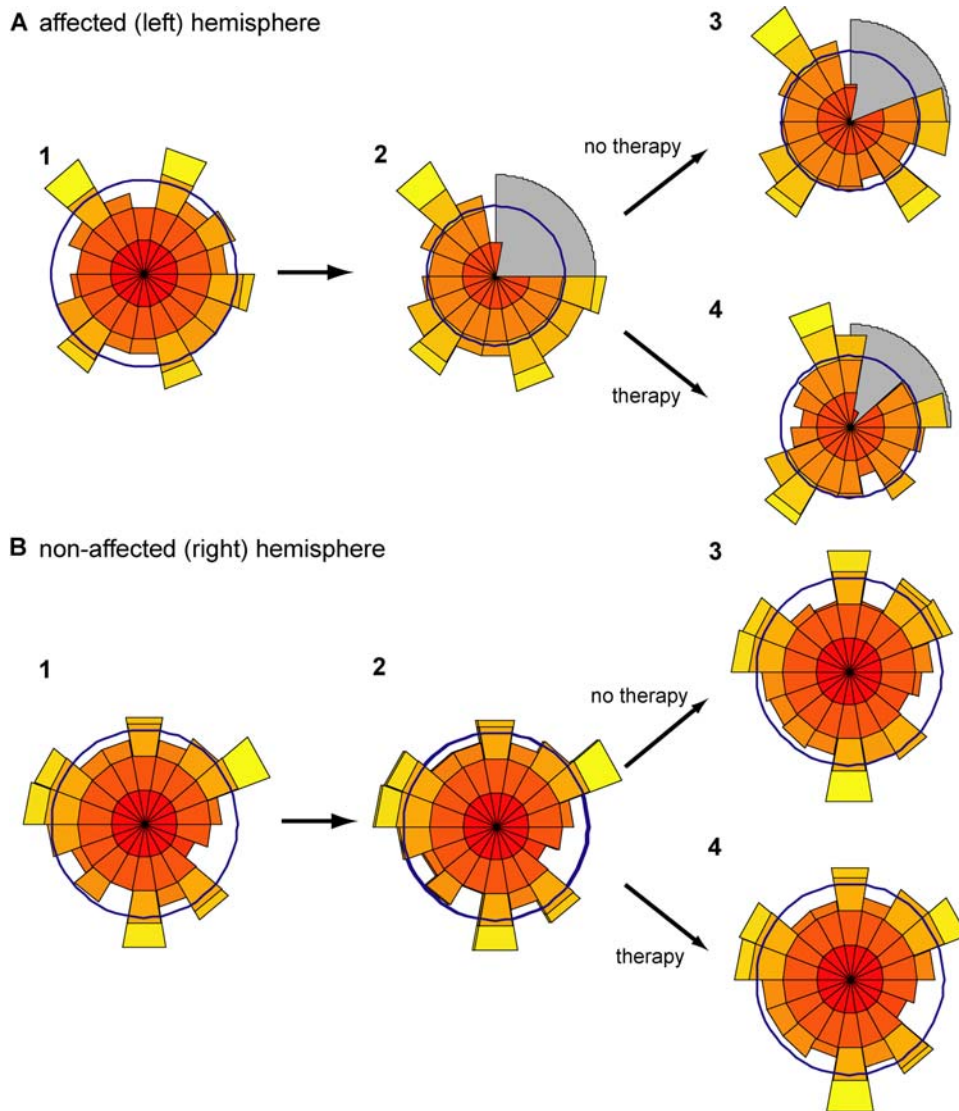 A affected (left) hemisphere
3
1
2
no therapy
4
therapy
B non-affected (right) hemisphere
3
1
2
no therapy
4
therapy